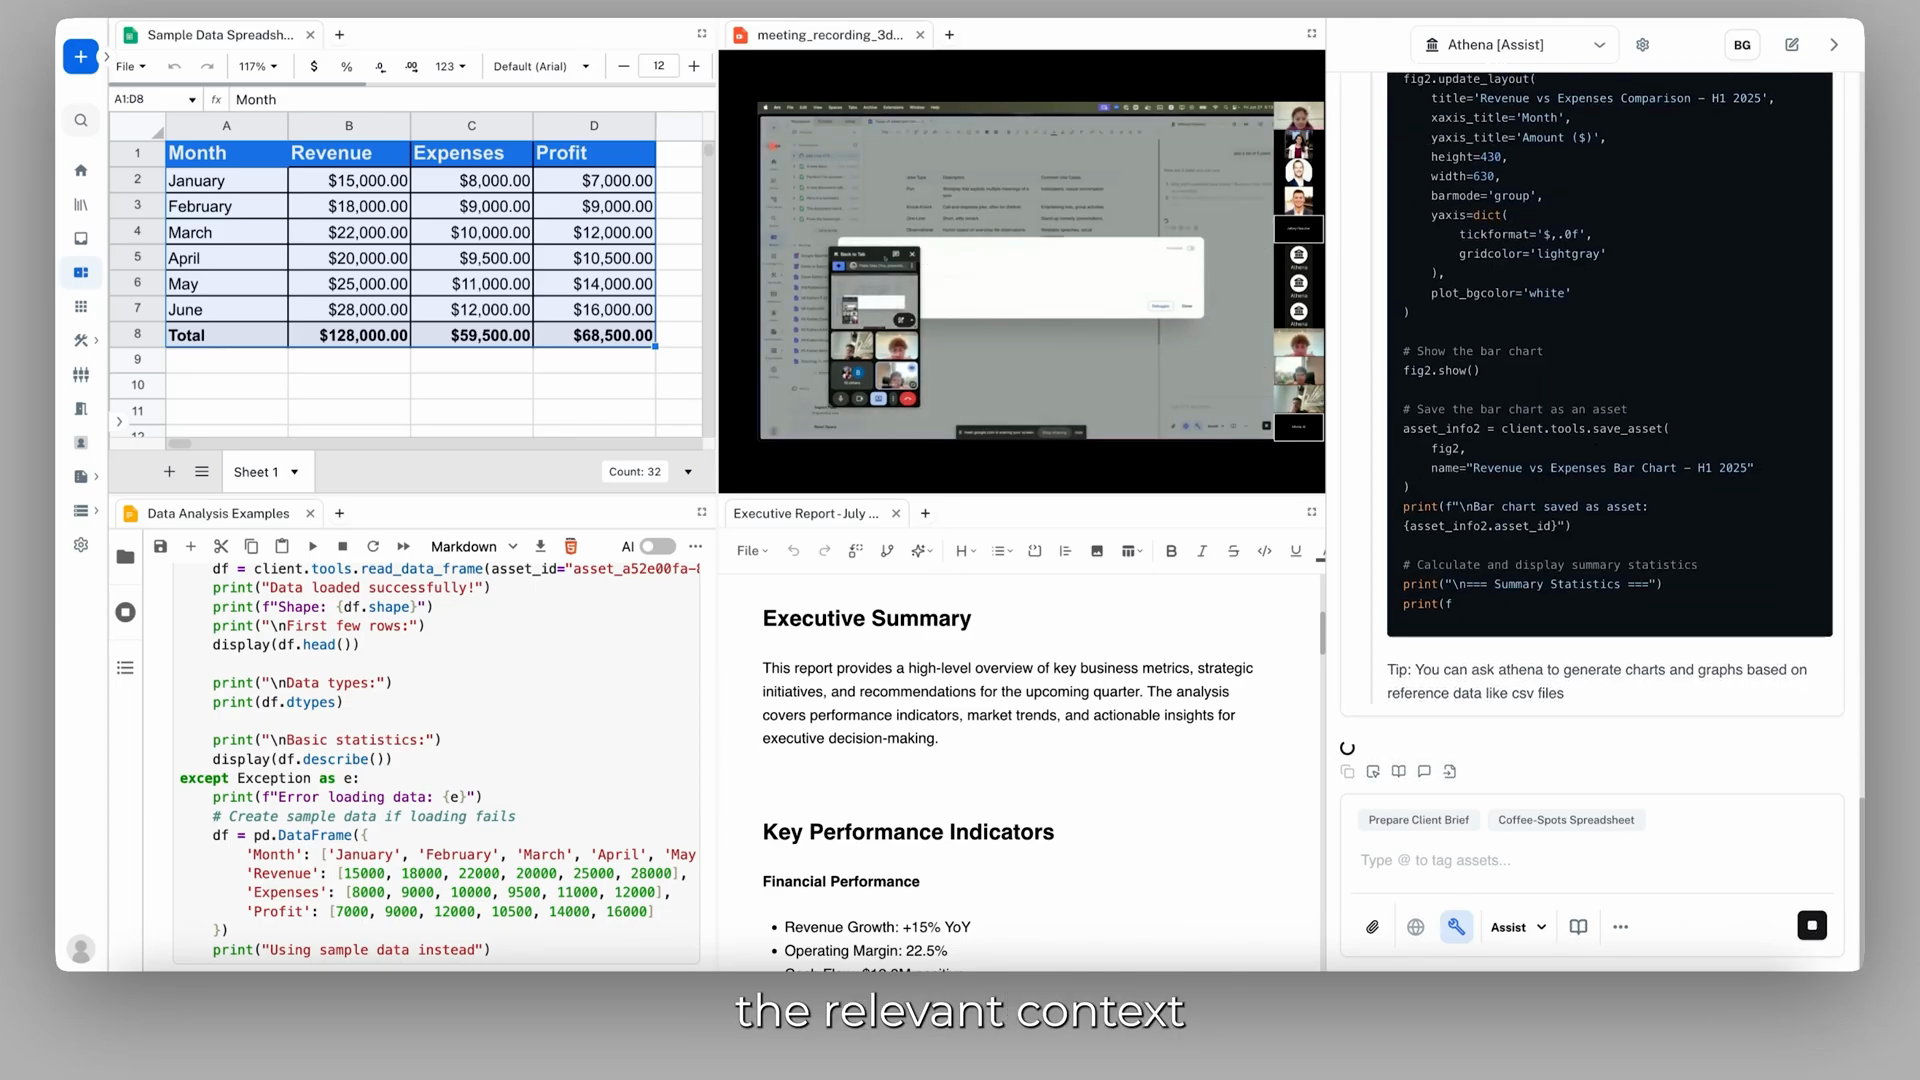 Sample Data Spreadsh...
File
117%
$
%
.0
.00
123
Default (Arial)
12
A1:D8
fx
Month
A B C D
1 Month Revenue Expenses Profit
2 January $15,000.00 $8,000.00 $7,000.00
3 February $18,000.00 $9,000.00 $9,000.00
4 March $22,000.00 $10,000.00 $12,000.00
5 April $20,000.00 $9,500.00 $10,500.00
6 May $25,000.00 $11,000.00 $14,000.00
7 June $28,000.00 $12,000.00 $16,000.00
8 Total $128,000.00 $59,500.00 $68,500.00
9
10
11
12
Sheet 1
Count: 32
meeting_recording_3d...
Back to Tab
Athena
Athena
Athena
Close
Data Analysis Examples
Markdown
AI
df = client.tools.read_data_frame(asset_id="asset_a52e00fa-8
print("Data loaded successfully!")
print(f"Shape: {df.shape}")
print("\nFirst few rows:")
display(df.head())
print("\nData types:")
print(df.dtypes)
print("\nBasic statistics:")
display(df.describe())
except Exception as e:
print(f"Error loading data: {e}")
# Create sample data if loading fails
df = pd.DataFrame({
'Month': ['January', 'February', 'March', 'April', 'May
'Revenue': [15000, 18000, 22000, 20000, 25000, 28000],
'Expenses': [8000, 9000, 10000, 9500, 11000, 12000],
'Profit': [7000, 9000, 12000, 10500, 14000, 16000]
})
print("Using sample data instead")
Executive Report - July ...
File
H
B
I
S
U
A
Executive Summary
This report provides a high-level overview of key business metrics, strategic
initiatives, and recommendations for the upcoming quarter. The analysis
covers performance indicators, market trends, and actionable insights for
executive decision-making.
Key Performance Indicators
Financial Performance
• Revenue Growth: +15% YoY
• Operating Margin: 22.5%
Athena [Assist]
BG
fig2.update_layout(
title='Revenue vs Expenses Comparison – H1 2025',
xaxis_title='Month',
yaxis_title='Amount ($)',
height=430,
width=630,
barmode='group',
yaxis=dict(
tickformat='$,.0f',
gridcolor='lightgray'
),
plot_bgcolor='white'
)
# Show the bar chart
fig2.show()
# Save the bar chart as an asset
asset_info2 = client.tools.save_asset(
fig2,
name="Revenue vs Expenses Bar Chart – H1 2025"
)
print(f"\nBar chart saved as asset:
{asset_info2.asset_id}")
# Calculate and display summary statistics
print("\n=== Summary Statistics ===")
print(f
Tip: You can ask athena to generate charts and graphs based on
reference data like csv files
Prepare Client Brief
Coffee-Spots Spreadsheet
Type @ to tag assets...
Assist
the relevant context